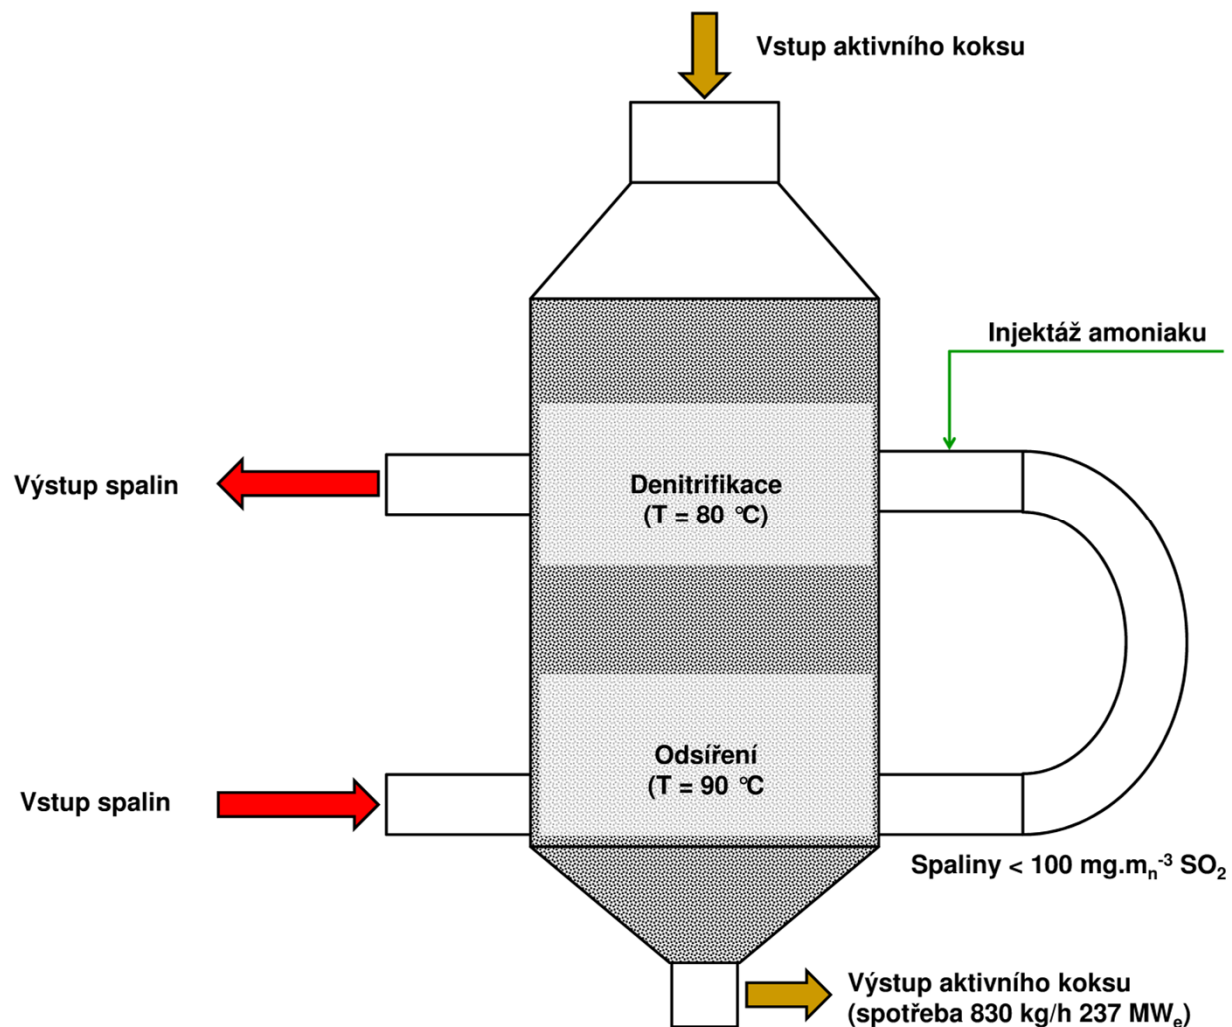 Vstup aktivního koksu
Injektáž amoniaku
Výstup spalin
Denitrifikace
(T = 80 °C)
Odsíření
(T = 90 °C
Vstup spalin
Spaliny < 100 mg.mₙ⁻³ SO₂
Výstup aktivního koksu
(spotřeba 830 kg/h 237 MWₑ)